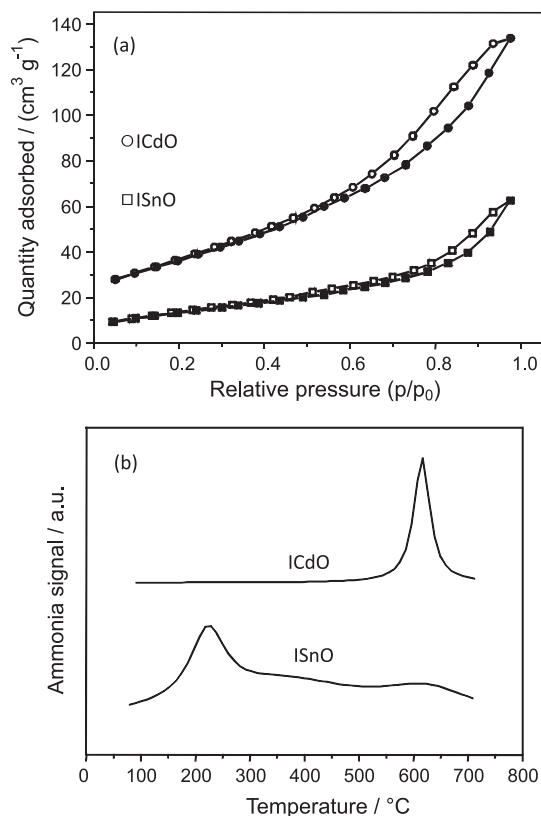 (a)
Quantity adsorbed / (cm³ g⁻¹)
140
120
100
80
60
40
20
0
ICdO
ISnO
0.0 0.2 0.4 0.6 0.8 1.0
Relative pressure (p/p₀)
(b)
Ammonia signal / a.u.
ICdO
ISnO
0 100 200 300 400 500 600 700 800
Temperature / °C